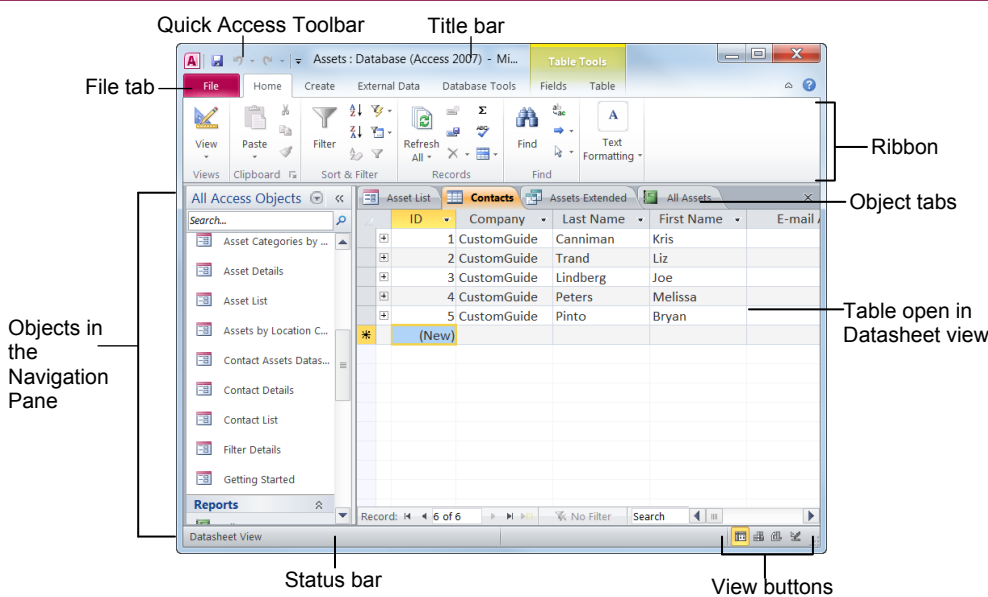 Quick Access Toolbar
Title bar
Assets : Database (Access 2007) - Mi...
Table Tools
File tab
File
Home
Create
External Data
Database Tools
Fields
Table
View
Paste
Filter
Refresh All
Find
Text Formatting
Views
Clipboard
Sort & Filter
Records
Find
Ribbon
All Access Objects
Asset List
Contacts
Assets Extended
All Assets
Object tabs
Search...
ID Company Last Name First Name E-mail A
1 CustomGuide Canniman Kris
2 CustomGuide Trand Liz
3 CustomGuide Lindberg Joe
4 CustomGuide Peters Melissa
5 CustomGuide Pinto Bryan
(New)
Asset Categories by ...
Asset Details
Asset List
Assets by Location C...
Contact Assets Datas...
Contact Details
Contact List
Filter Details
Getting Started
Reports
Objects in
the
Navigation
Pane
Table open in
Datasheet view
Record: 6 of 6
No Filter
Search
Datasheet View
Status bar
View buttons